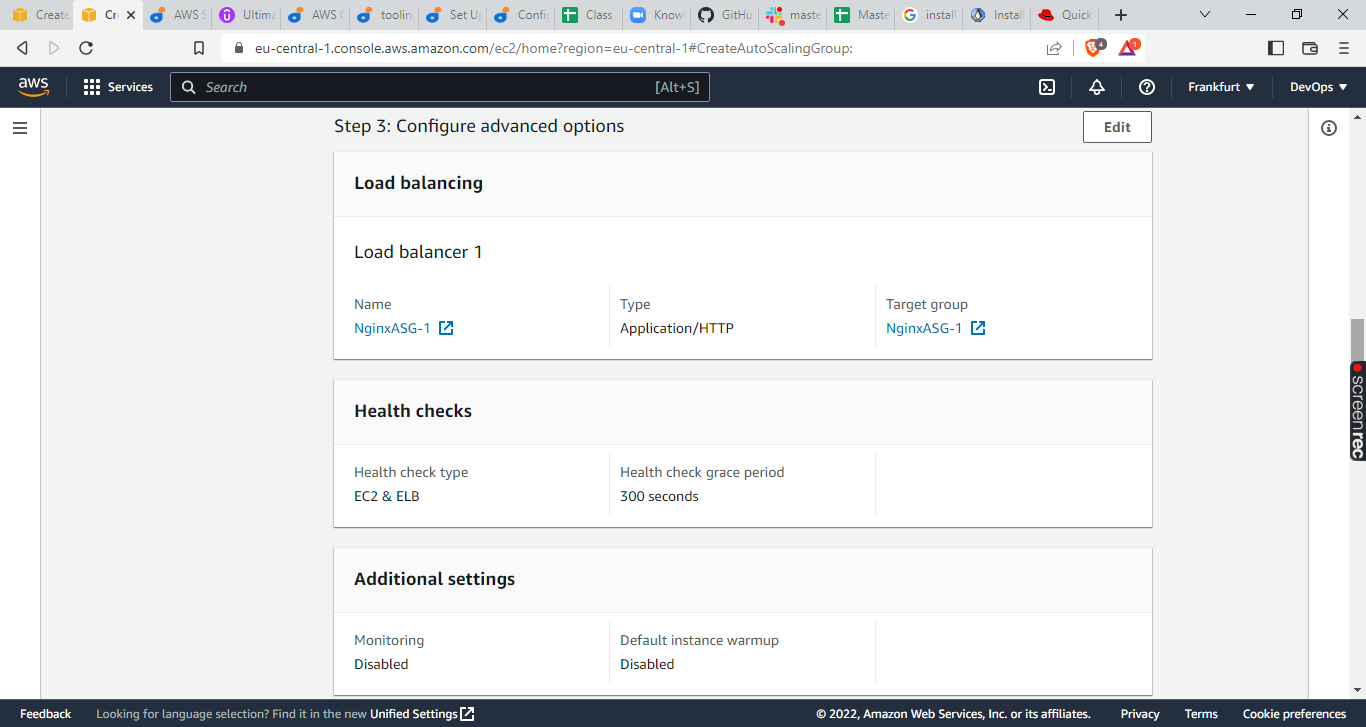 Create
Cr
AWS S
Ultima
AWS C
toolin
Set Up
Config
Class
Know
GitHu
maste
Maste
install
Install
Quick
eu-central-1.console.aws.amazon.com/ec2/home?region=eu-central-1#CreateAutoScalingGroup:
4
1
aws
Services
Search
[Alt+S]
Frankfurt
DevOps
Step 3: Configure advanced options
Edit
Load balancing
Load balancer 1
Name
Type
Target group
NginxASG-1
Application/HTTP
NginxASG-1
Health checks
Health check type
Health check grace period
EC2 & ELB
300 seconds
Additional settings
Monitoring
Default instance warmup
Disabled
Disabled
screenrec
Feedback
Looking for language selection? Find it in the new Unified Settings
© 2022, Amazon Web Services, Inc. or its affiliates.
Privacy
Terms
Cookie preferences